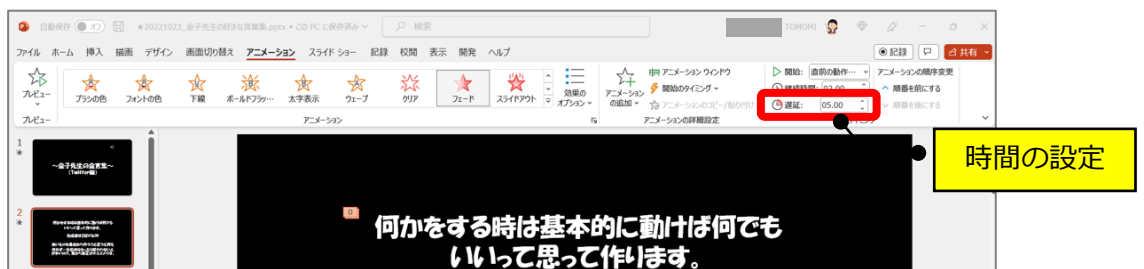 自動保存 オフ ★20221023_金子先生の好きな言葉集.pptx • この PC に保存済み 検索 TOMOMI
ファイル ホーム 挿入 描画 デザイン 画面切り替え アニメーション スライド ショー 記録 校閲 表示 開発 ヘルプ 記録 共有
プレビュー
ブラシの色 フォントの色 下線 ボールドフラッ… 太字表示 ウェーブ クリア フェード スライドアウト
効果の
オプション
アニメーション
の追加
アニメーション ウィンドウ
開始のタイミング
アニメーションのコピー/貼り付け
開始: 直前の動作…
継続時間: 03.00
遅延: 05.00
アニメーションの順序変更
順番を前にする
順番を後にする
プレビュー アニメーション アニメーションの詳細設定
時間の設定
1
～金子先生の金言集～
(Twitter編)
2
0
何かをする時は基本的に動けば何でも
いいって思って作ります。